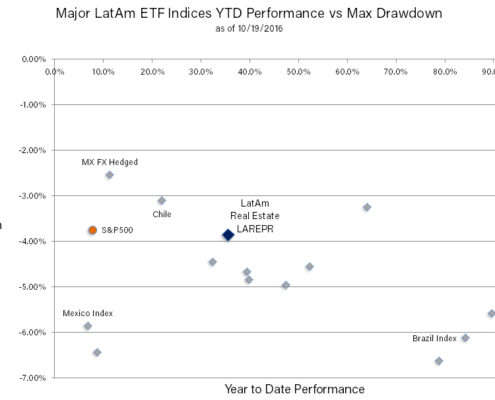 Major LatAm ETF Indices YTD Performance vs Max Drawdown
as of 10/19/2016
0.00%
0.0% 10.0% 20.0% 30.0% 40.0% 50.0% 60.0% 70.0% 80.0%
-1.00%
-2.00%
MX FX Hedged
-3.00%
Chile
LatAm
Real Estate
LAREPR
S&P500
-4.00%
-5.00%
Mexico Index
-6.00%
Brazil Index
-7.00%
Year to Date Performance